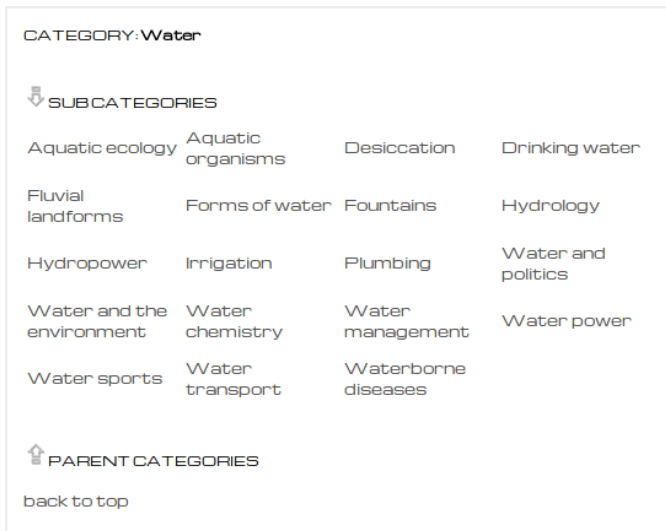 CATEGORY: Water
SUBCATEGORIES
Aquatic ecology
Aquatic
organisms
Desiccation
Drinking water
Fluvial
landforms
Forms of water
Fountains
Hydrology
Hydropower
Irrigation
Plumbing
Water and
politics
Water and the
environment
Water
chemistry
Water
management
Water power
Water sports
Water
transport
Waterborne
diseases
PARENT CATEGORIES
back to top